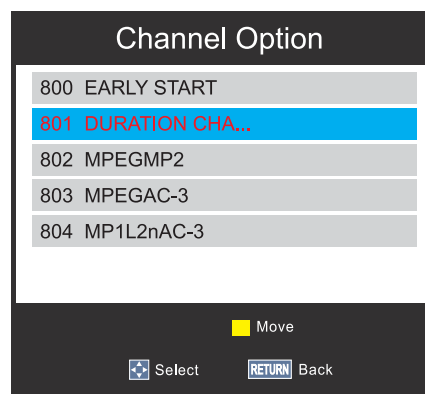 Channel Option
800 EARLY START
801 DURATION CHA...
802 MPEGMP2
803 MPEGAC-3
804 MP1L2nAC-3
Move
Select RETURN Back